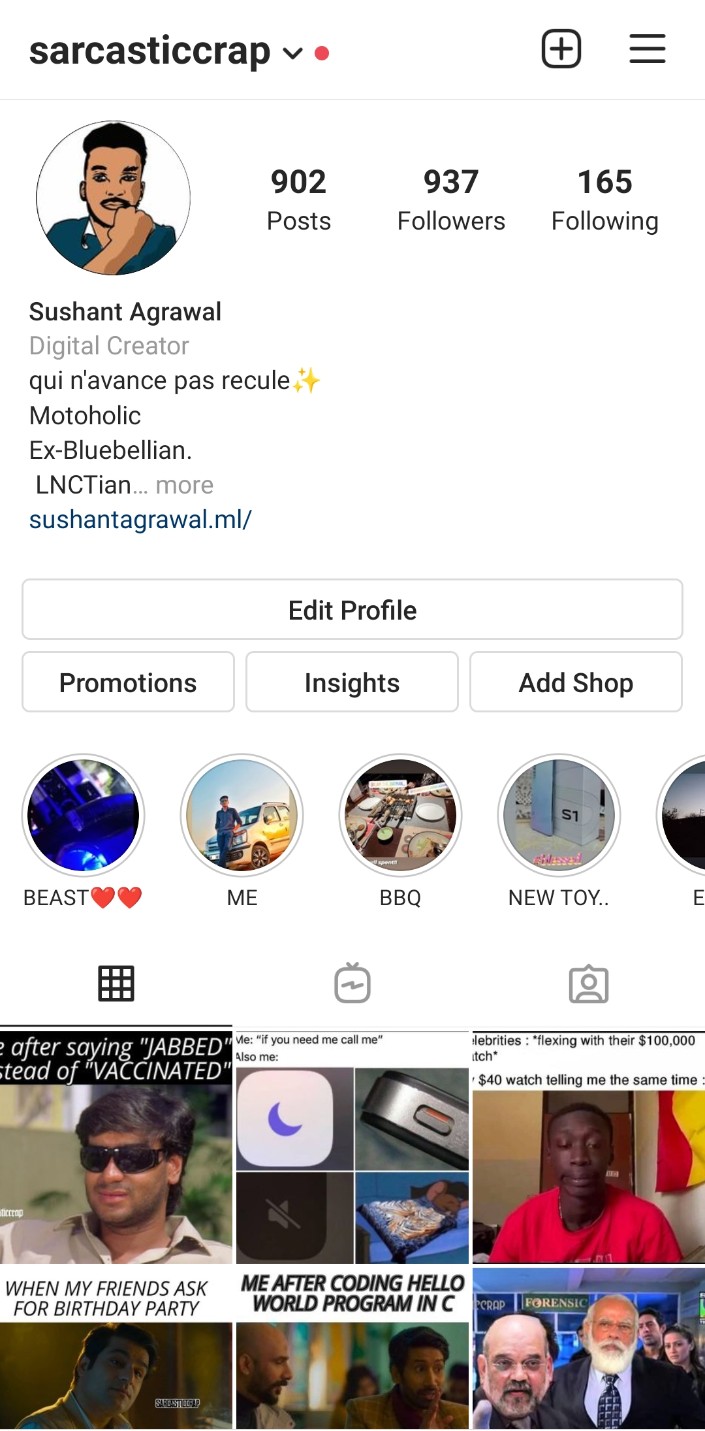 sarcasticcrap
902
937
165
Posts
Followers
Following
Sushant Agrawal
Digital Creator
qui n'avance pas recule✨
Motoholic
Ex-Bluebellian.
LNCTian... more
sushantagrawal.ml/
Edit Profile
Promotions
Insights
Add Shop
S1
BEAST❤️❤️
ME
BBQ
NEW TOY..
E
e after saying "JABBED"
stead of "VACCINATED"
Me: "if you need me call me"
Also me:
lebrities : *flexing with their $100,000
tch*
$40 watch telling me the same time :
WHEN MY FRIENDS ASK
FOR BIRTHDAY PARTY
ME AFTER CODING HELLO
WORLD PROGRAM IN C
CRAP
FORENSIC